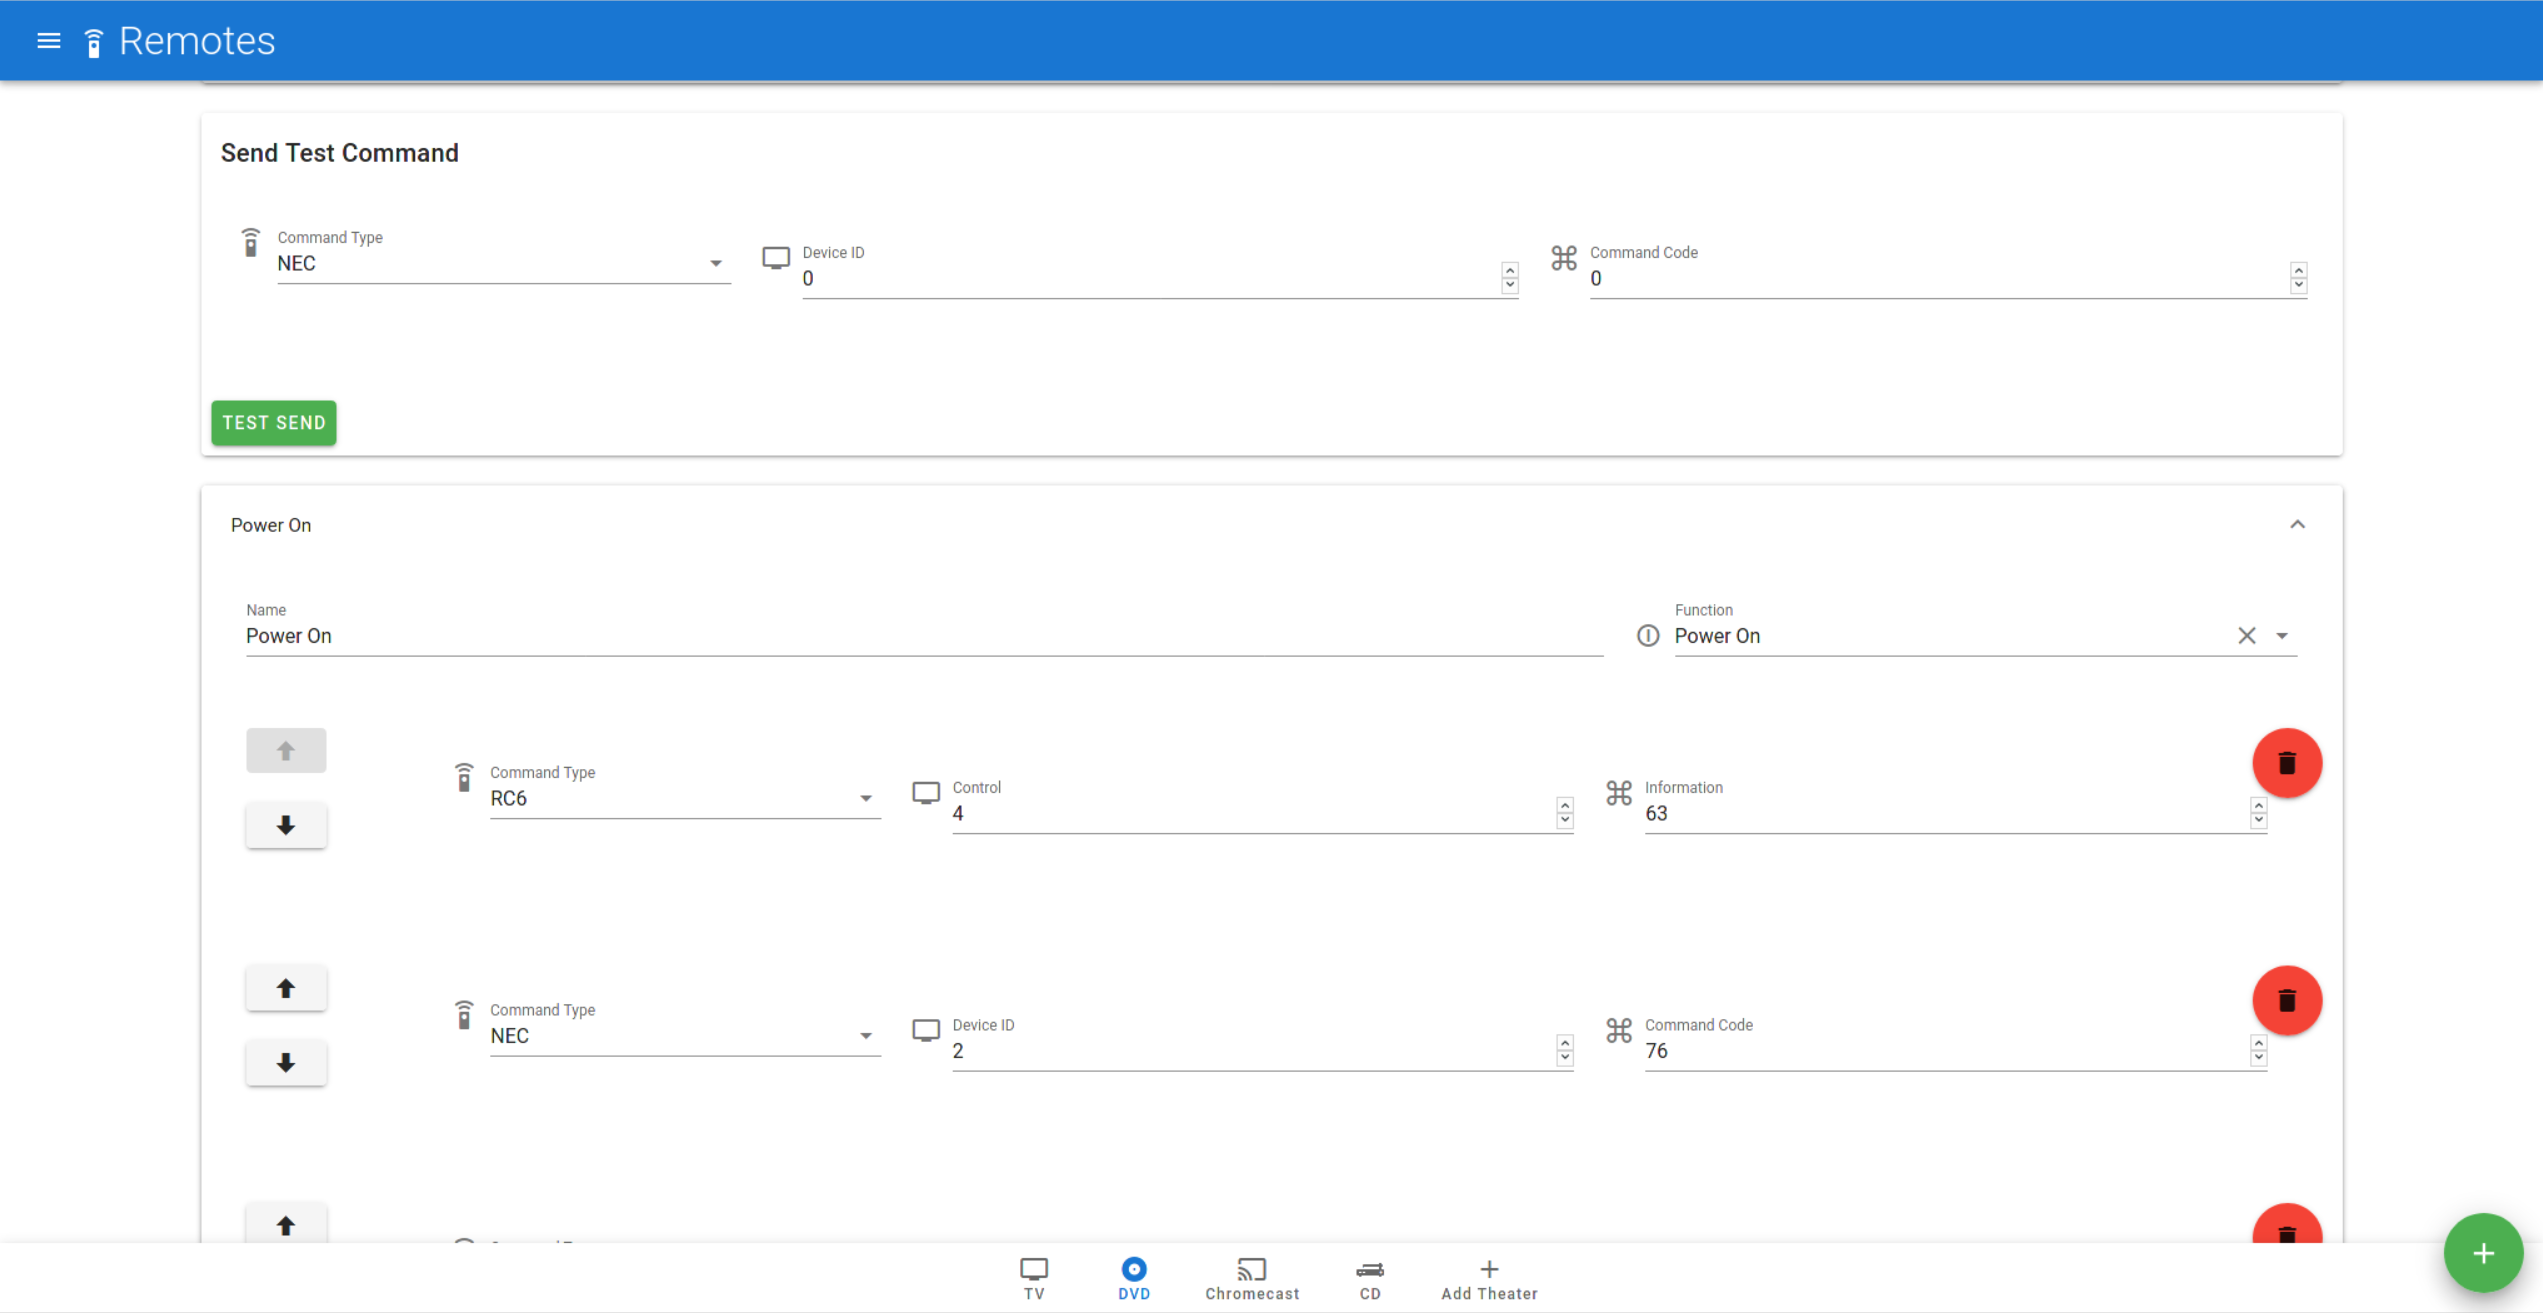 Remotes
Send Test Command
Command Type
NEC
Device ID
0
Command Code
0
TEST SEND
Power On
Name
Power On
Function
Power On
Command Type
RC6
Control
4
Information
63
Command Type
NEC
Device ID
2
Command Code
76
TV
DVD
Chromecast
CD
Add Theater